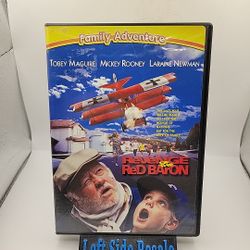 Family Adventure
TOBEY MAGUIRE MICKEY ROONEY LARAINE NEWMAN
REVENGE
RED BARON
Left Side Resale